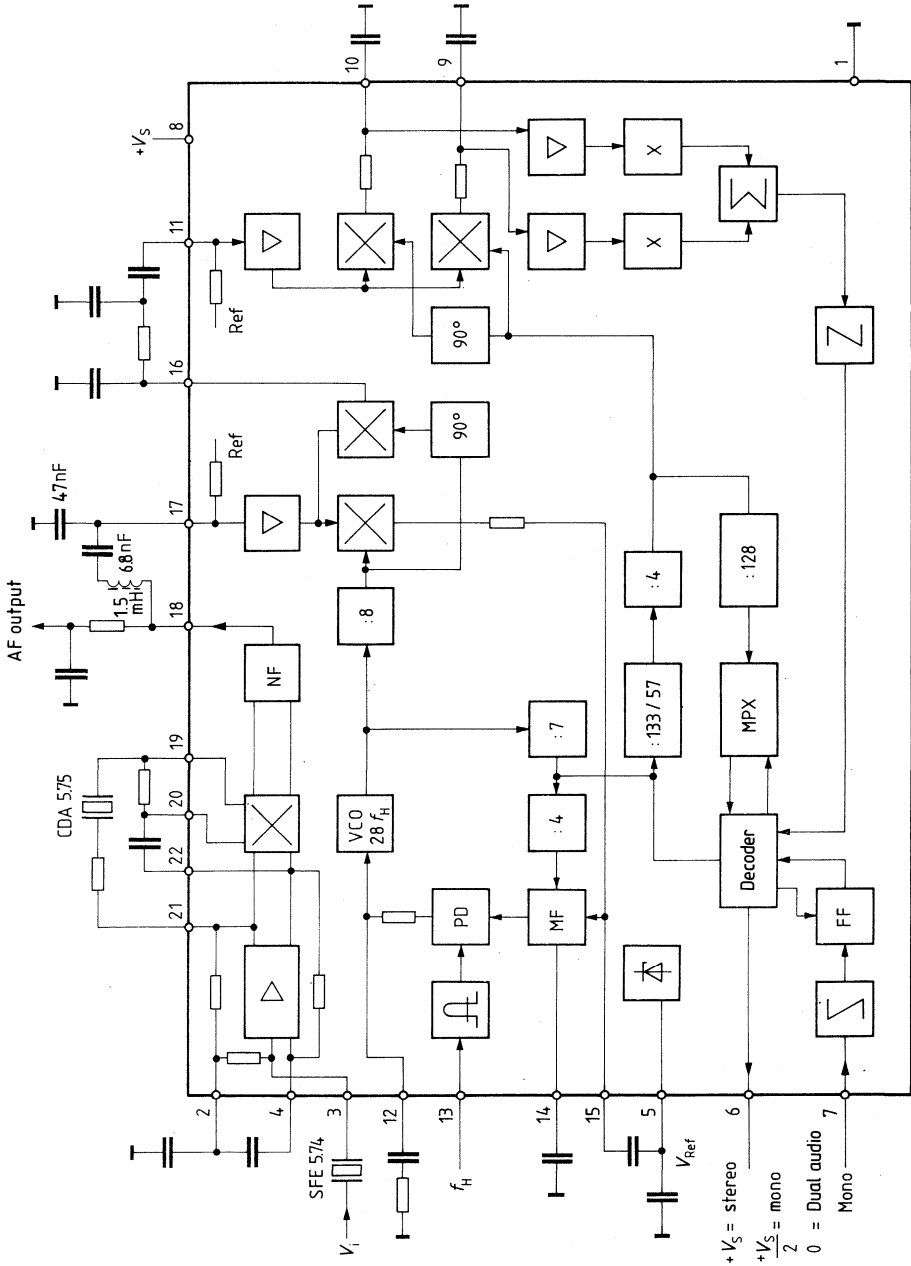 CDA 5.75
AF output
1.5 mH
6.8 nF
47nF
Ref
Ref
+Vs
21
22
20
19
18
17
16
11
8
10
9
1
2
4
3
12
13
14
15
5
6
7
SFE 5.74
Vi
fH
VRef
+Vs = stereo
+Vs/2 = mono
0 = Dual audio
Mono
▷
NF
▷
▷
VCO
28 fH
:8
90°
90°
PD
MF
:4
:7
:133/57
:4
:128
MPX
Decoder
FF
▷
▷
X
X
Σ